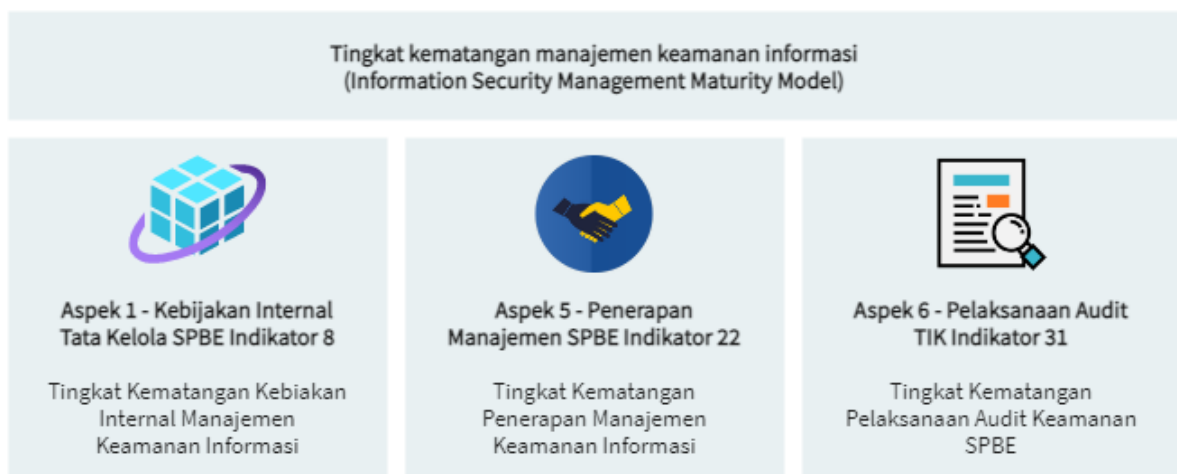 Tingkat kematangan manajemen keamanan informasi
(Information Security Management Maturity Model)
Aspek 1 - Kebijakan Internal
Tata Kelola SPBE Indikator 8
Tingkat Kematangan Kebiakan
Internal Manajemen
Keamanan Informasi
Aspek 5 - Penerapan
Manajemen SPBE Indikator 22
Tingkat Kematangan
Penerapan Manajemen
Keamanan Informasi
Aspek 6 - Pelaksanaan Audit
TIK Indikator 31
Tingkat Kematangan
Pelaksanaan Audit Keamanan
SPBE